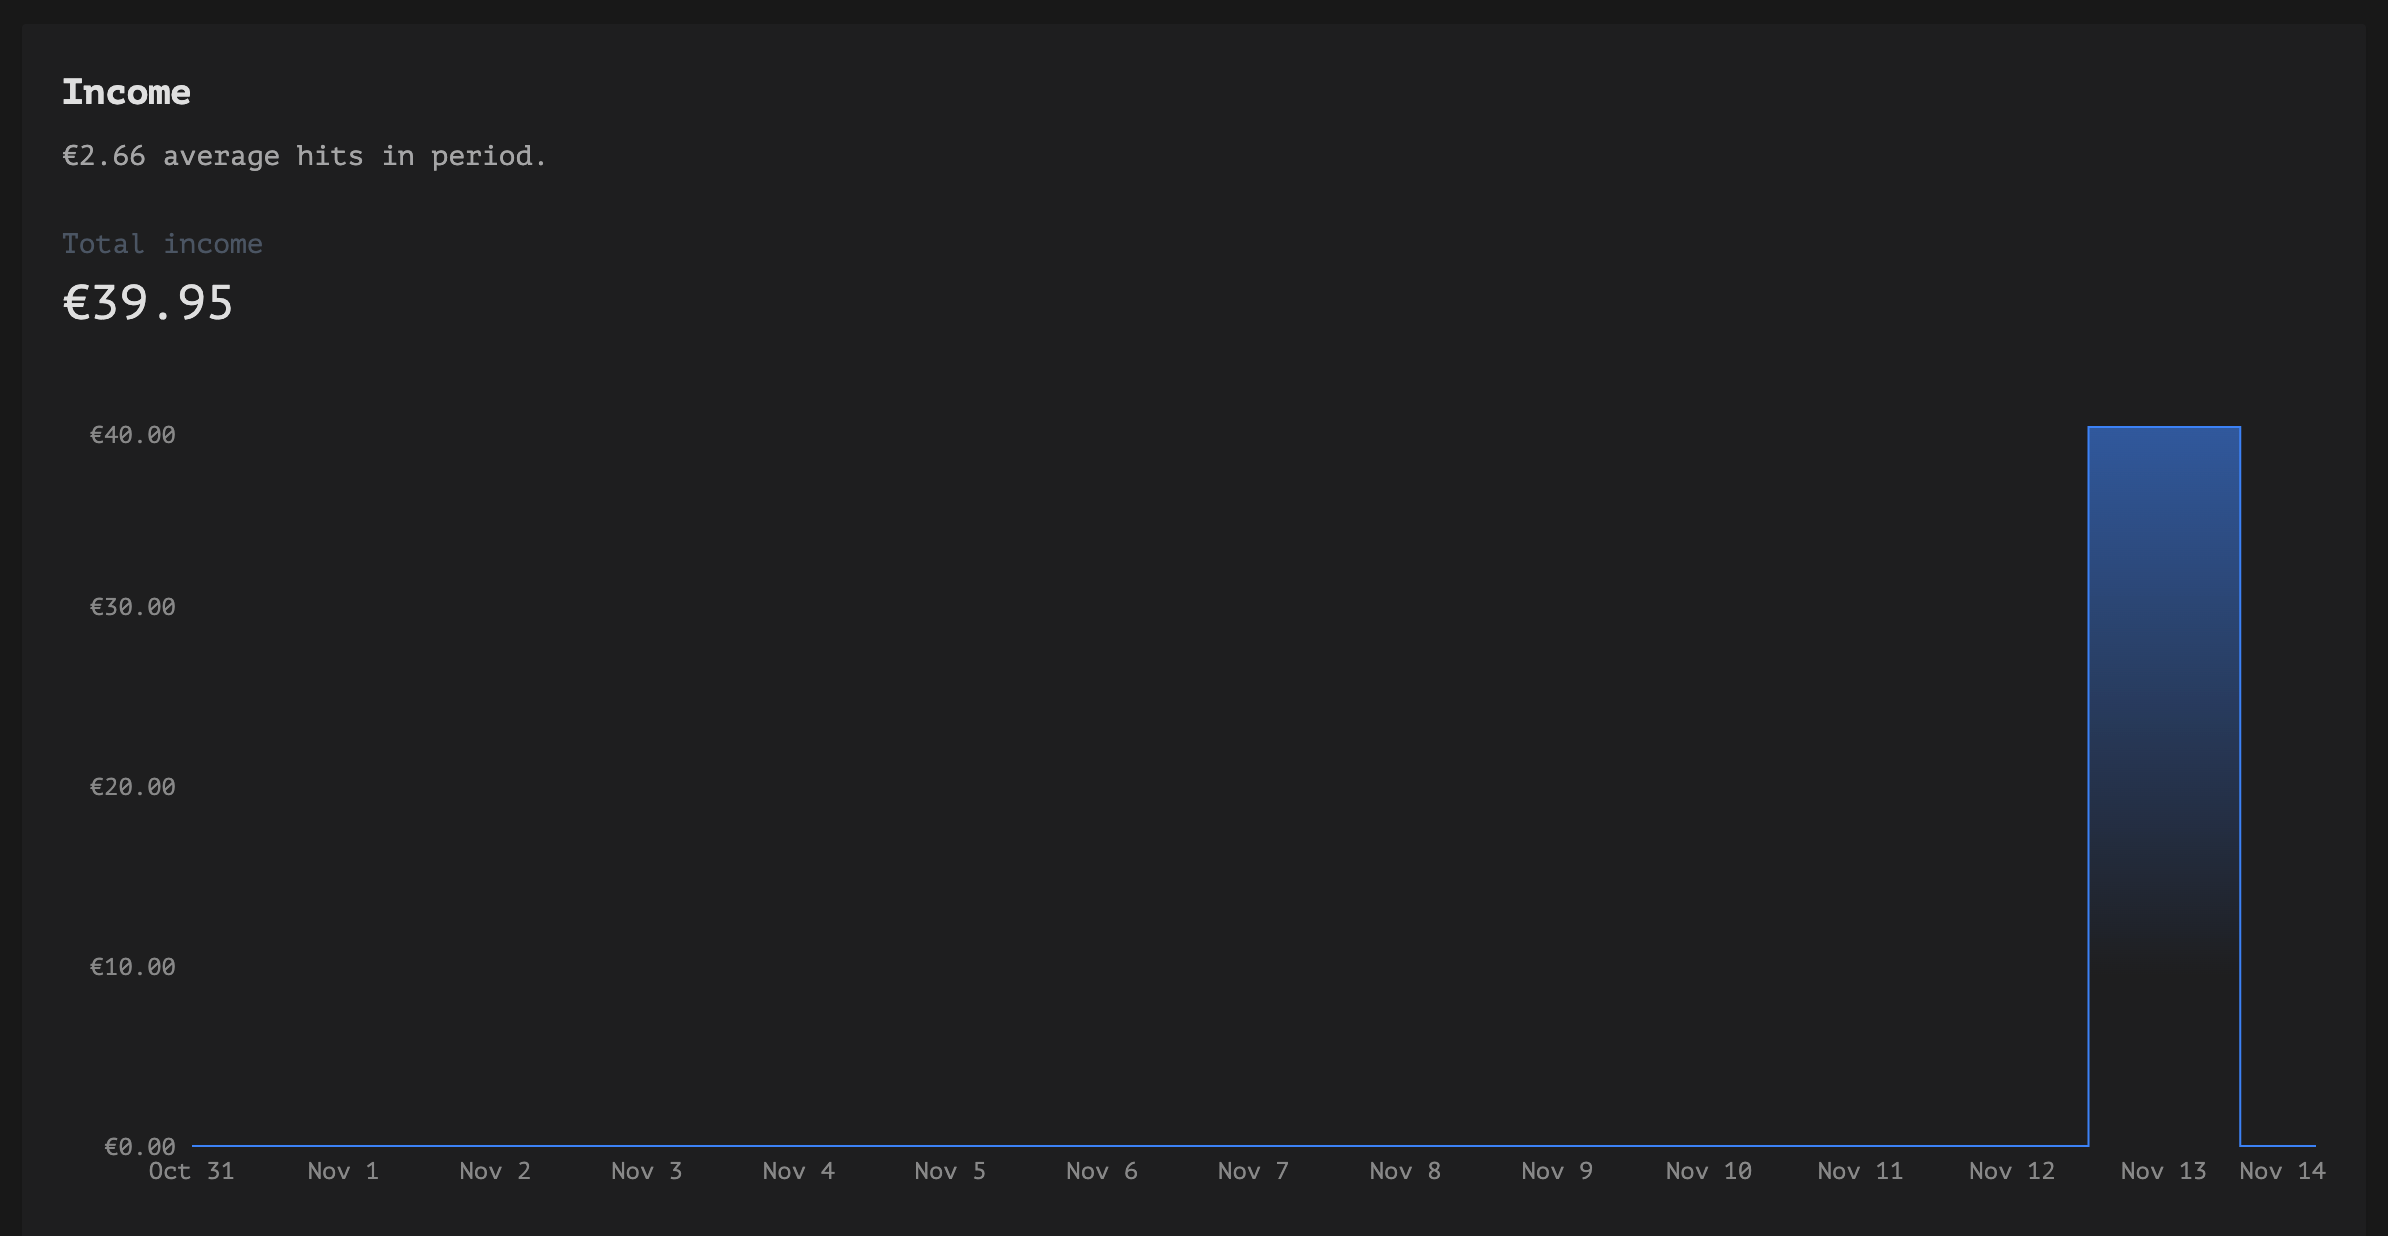 Income
€2.66 average hits in period.
Total income
€39.95
€40.00
€30.00
€20.00
€10.00
€0.00
Oct 31 Nov 1 Nov 2 Nov 3 Nov 4 Nov 5 Nov 6 Nov 7 Nov 8 Nov 9 Nov 10 Nov 11 Nov 12 Nov 13 Nov 14